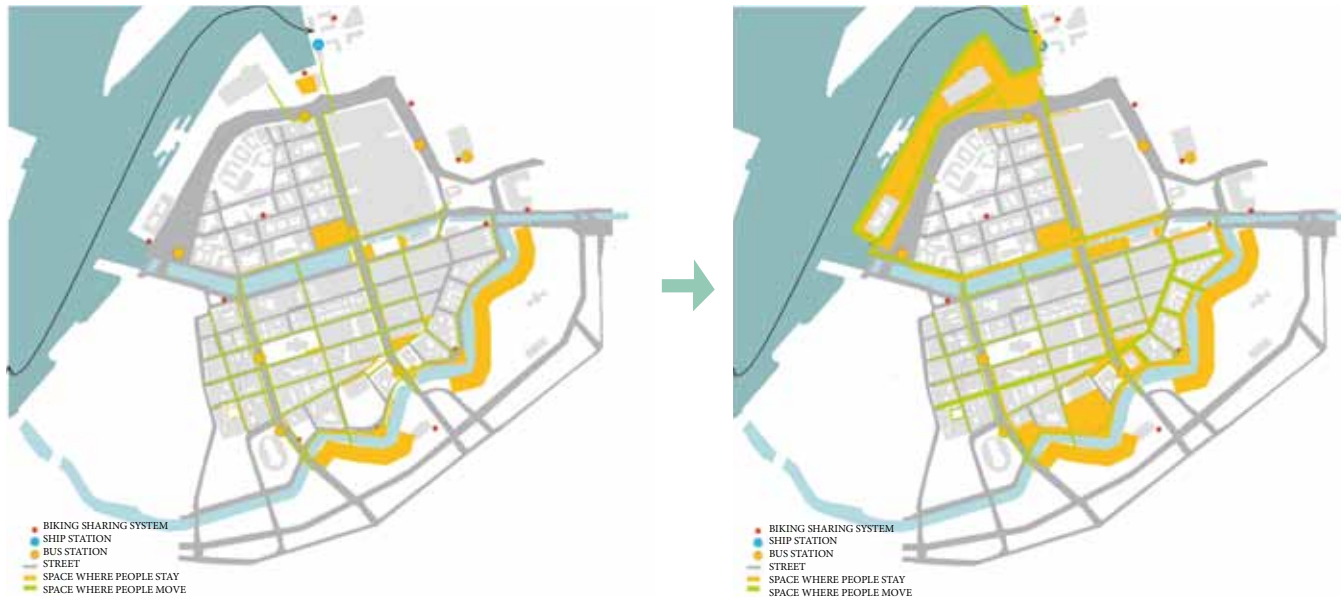 BIKING SHARING SYSTEM
SHIP STATION
BUS STATION
STREET
SPACE WHERE PEOPLE STAY
SPACE WHERE PEOPLE MOVE
BIKING SHARING SYSTEM
SHIP STATION
BUS STATION
STREET
SPACE WHERE PEOPLE STAY
SPACE WHERE PEOPLE MOVE